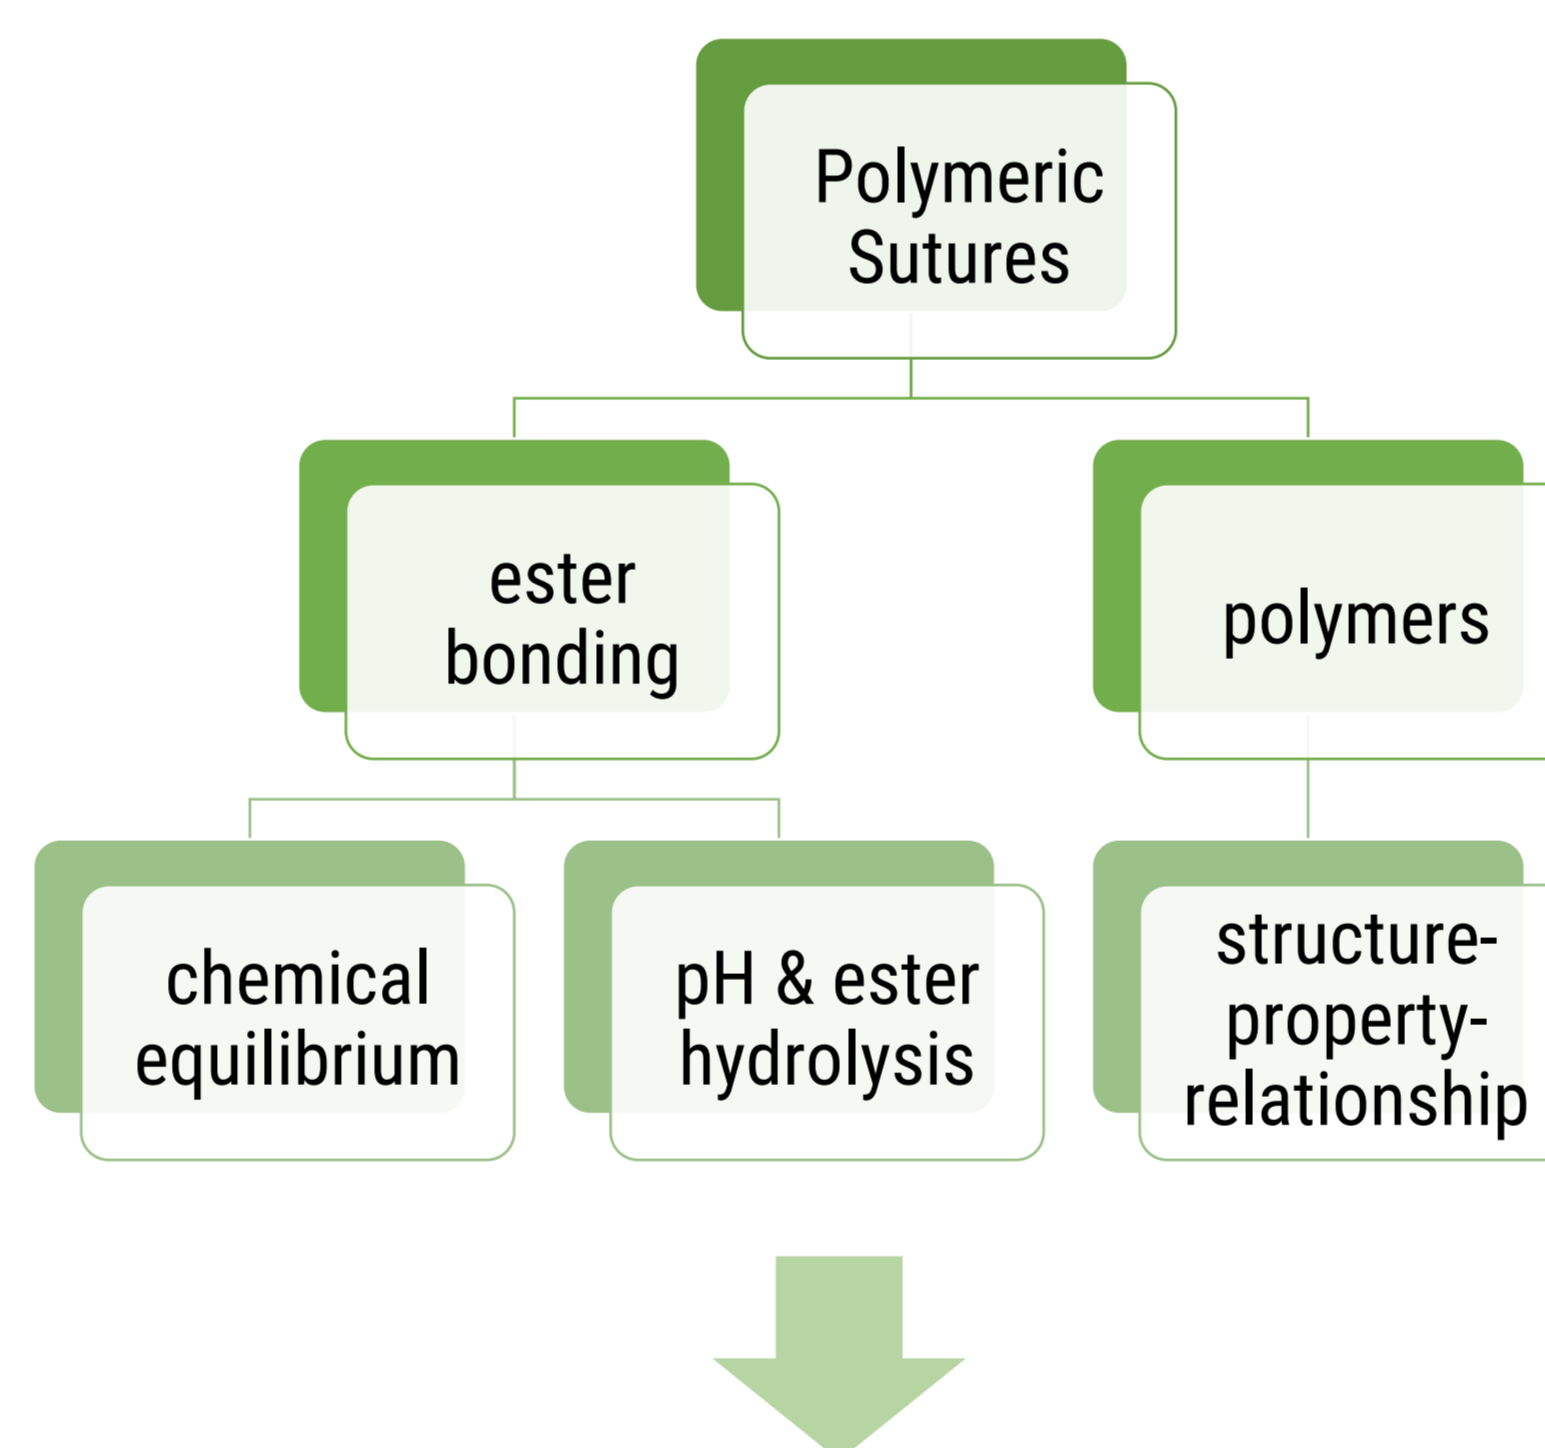 Polymeric
Sutures
ester
bonding
polymers
chemical
equilibrium
pH & ester
hydrolysis
structure-
property-
relationship